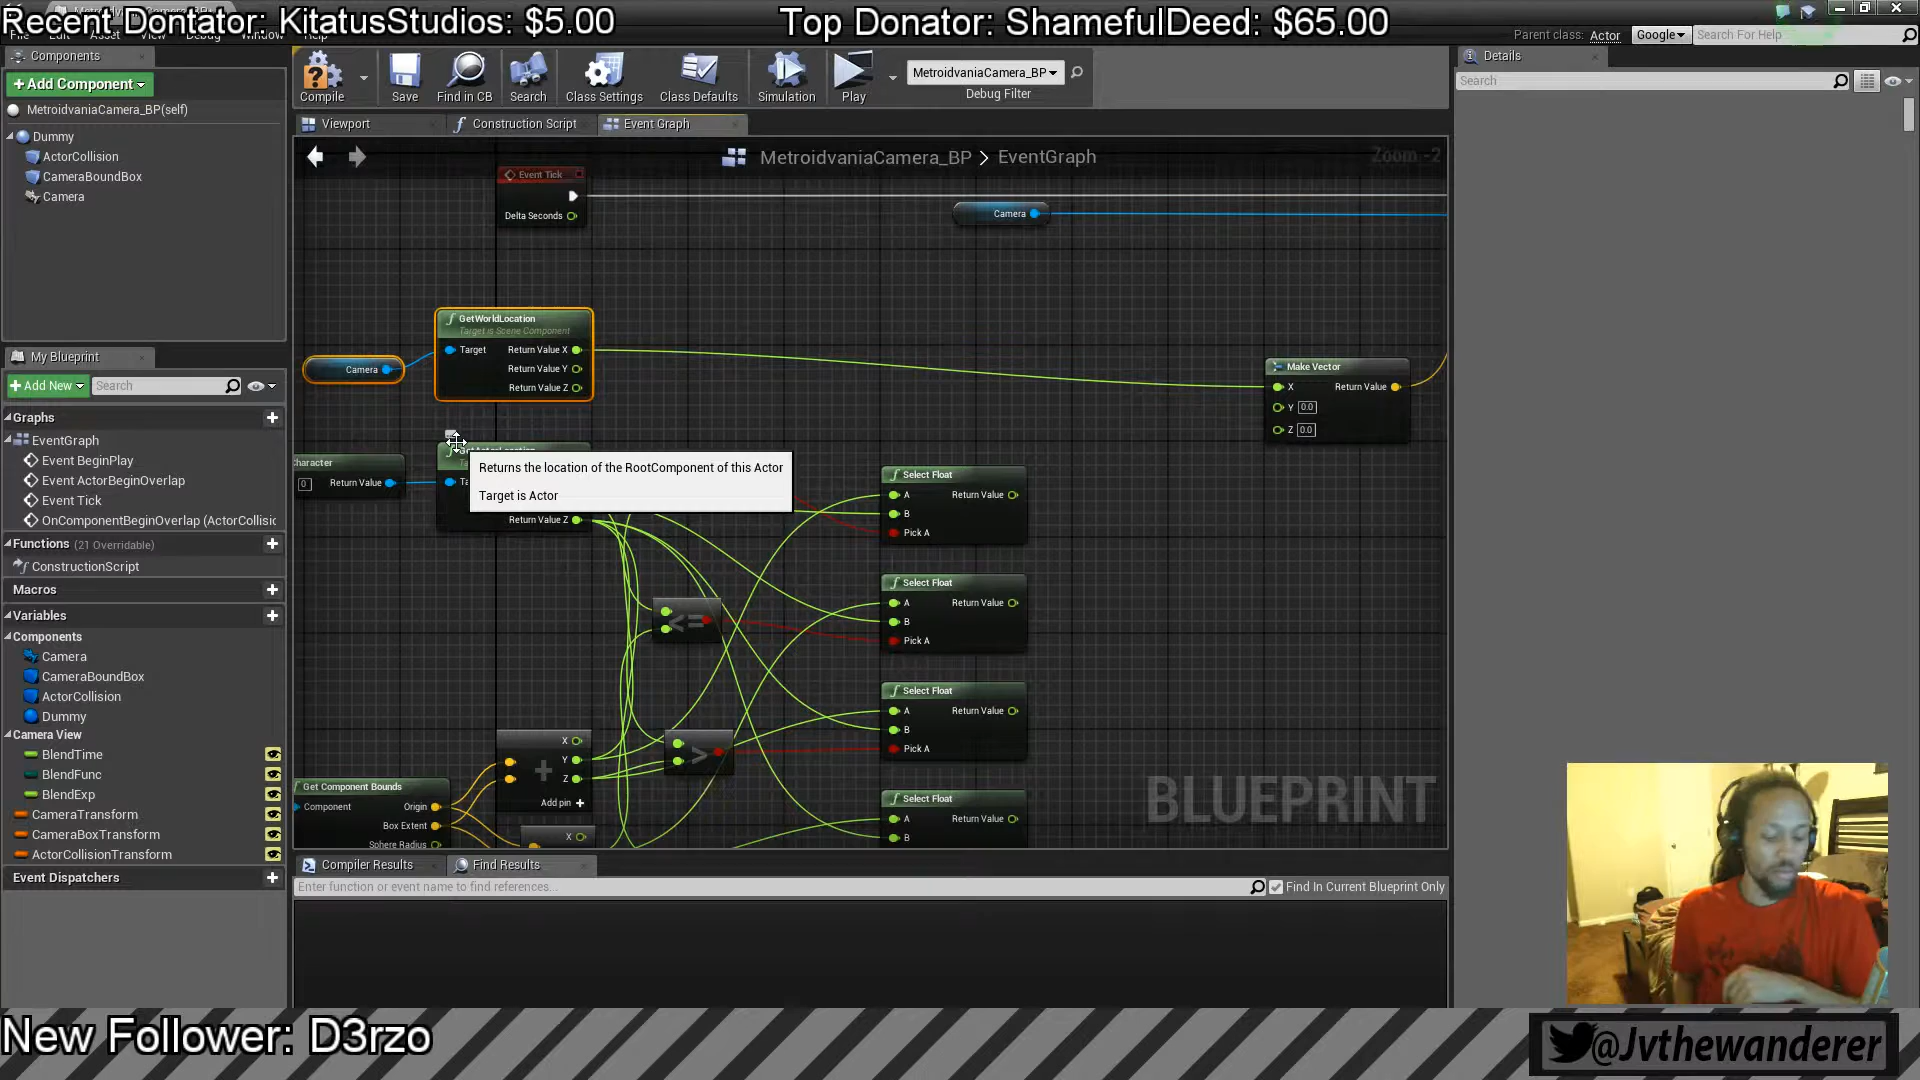 Recent Dontator: KitatusStudios: $5.00
Top Donator: ShamefulDeed: $65.00
Parent class: Actor
Google
Search For Help
Components
Details
+Add Component
Search
MetroidvaniaCamera_BP(self)
Dummy
ActorCollision
CameraBoundBox
Camera
Compile
Save
Find in CB
Search
Class Settings
Class Defaults
Simulation
Play
MetroidvaniaCamera_BP
Debug Filter
Viewport
Construction Script
Event Graph
MetroidvaniaCamera_BP > EventGraph
Zoom -2
Event Tick
Delta Seconds
Camera
GetWorldLocation
Target is Scene Component
Target
Return Value X
Return Value Y
Return Value Z
Camera
Make Vector
X
Return Value
Y 0.0
Z 0.0
Returns the location of the RootComponent of this Actor
Target is Actor
Return Value Z
0
Return Value
Select Float
A
Return Value
B
Pick A
Select Float
A
Return Value
B
Pick A
<=
Select Float
A
Return Value
B
Pick A
>
X
Y
Z
+
Add pin +
Get Component Bounds
Component
Origin
Box Extent
Sphere Radius
X
Select Float
A
Return Value
B
BLUEPRINT
My Blueprint
+Add New
Search
Graphs
EventGraph
Event BeginPlay
Event ActorBeginOverlap
Event Tick
OnComponentBeginOverlap (ActorCollisic
Functions (21 Overridable)
ConstructionScript
Macros
Variables
Components
Camera
CameraBoundBox
ActorCollision
Dummy
Camera View
BlendTime
BlendFunc
BlendExp
CameraTransform
CameraBoxTransform
ActorCollisionTransform
Event Dispatchers
Compiler Results
Find Results
Enter function or event name to find references...
Find In Current Blueprint Only
New Follower: D3rzo
@Jvthewanderer